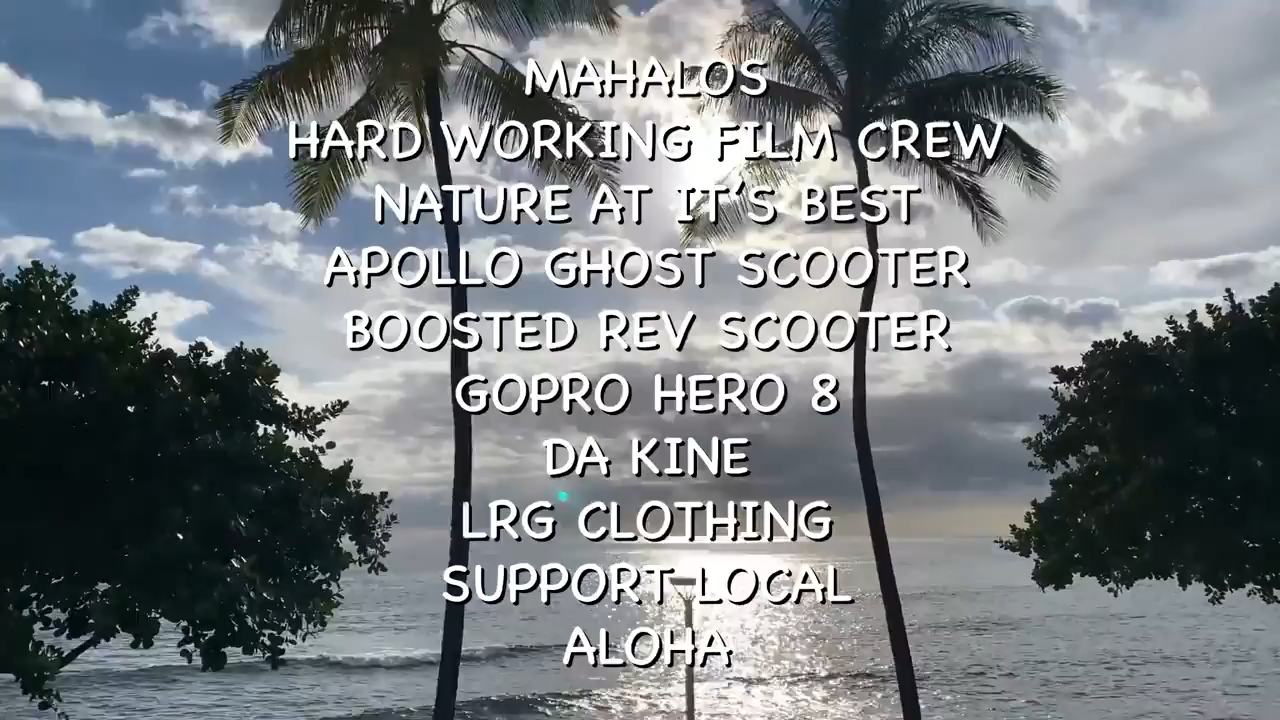 MAHALOS
HARD WORKING FILM CREW
NATURE AT IT'S BEST
APOLLO GHOST SCOOTER
BOOSTED REV SCOOTER
GOPRO HERO 8
DA KINE
LRG CLOTHING
SUPPORT LOCAL
ALOHA